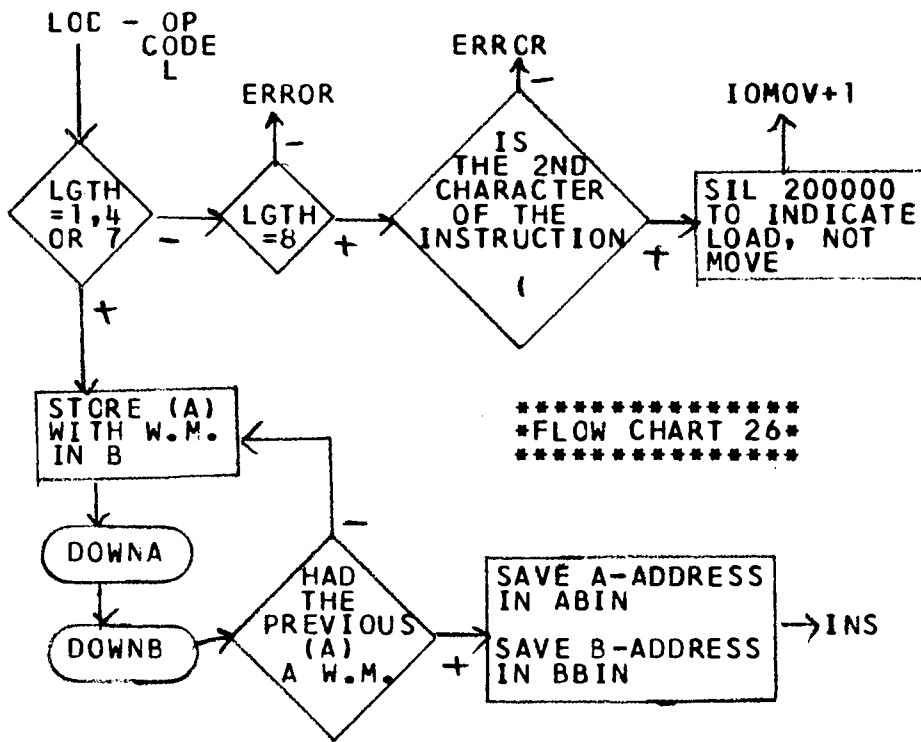 LOD - OP
CODE
L
ERROR
ERRCR
IOMOV+1
LGTH
=1,4
OR 7
-
LGTH
=8
-
+
IS
THE 2ND
CHARACTER
OF THE
INSTRUCTION
(
-
+
SIL 200000
TO INDICATE
LOAD, NOT
MOVE
+
STORE (A)
WITH W.M.
IN B
***************
*FLOW CHART 26*
***************
DOWNA
DOWNB
-
HAD
THE
PREVIOUS
(A)
A W.M.
+
SAVE A-ADDRESS
IN ABIN
SAVE B-ADDRESS
IN BBIN
INS